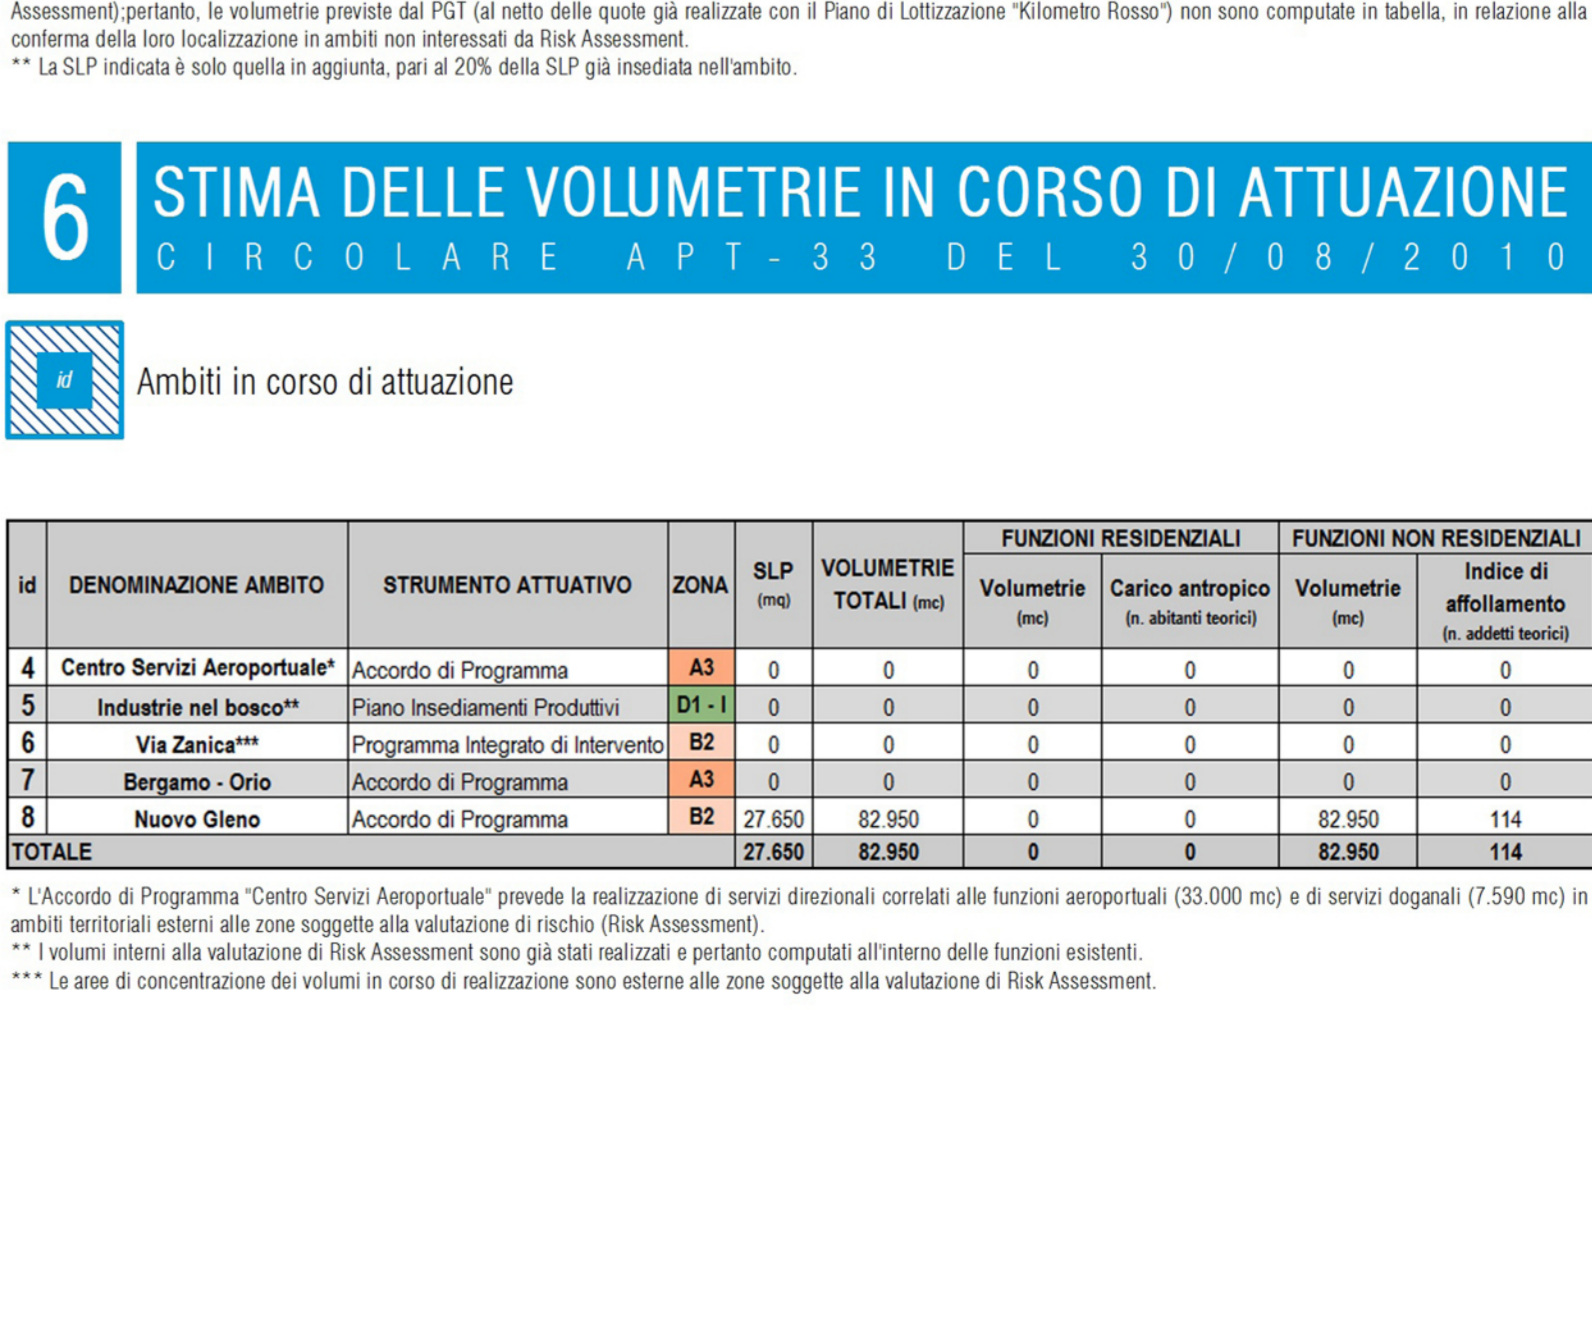 Assessment);pertanto, le volumetrie previste dal PGT (al netto delle quote già realizzate con il Piano di Lottizzazione "Kilometro Rosso") non sono computate in tabella, in relazione alla
conferma della loro localizzazione in ambiti non interessati da Risk Assessment.
** La SLP indicata è solo quella in aggiunta, pari al 20% della SLP già insediata nell'ambito.
6 STIMA DELLE VOLUMETRIE IN CORSO DI ATTUAZIONE
CIRCOLARE APT-33 DEL 30/08/2010
id Ambiti in corso di attuazione
id DENOMINAZIONE AMBITO STRUMENTO ATTUATIVO ZONA SLP (mq) VOLUMETRIE TOTALI (mc) FUNZIONI RESIDENZIALI FUNZIONI NON RESIDENZIALI
Volumetrie (mc) Carico antropico (n. abitanti teorici) Volumetrie (mc) Indice di affollamento (n. addetti teorici)
4 Centro Servizi Aeroportuale* Accordo di Programma A3 0 0 0 0 0 0
5 Industrie nel bosco** Piano Insediamenti Produttivi D1 - I 0 0 0 0 0 0
6 Via Zanica*** Programma Integrato di Intervento B2 0 0 0 0 0 0
7 Bergamo - Orio Accordo di Programma A3 0 0 0 0 0 0
8 Nuovo Gleno Accordo di Programma B2 27.650 82.950 0 0 82.950 114
TOTALE 27.650 82.950 0 0 82.950 114
* L'Accordo di Programma "Centro Servizi Aeroportuale" prevede la realizzazione di servizi direzionali correlati alle funzioni aeroportuali (33.000 mc) e di servizi doganali (7.590 mc) in
ambiti territoriali esterni alle zone soggette alla valutazione di rischio (Risk Assessment).
** I volumi interni alla valutazione di Risk Assessment sono già stati realizzati e pertanto computati all'interno delle funzioni esistenti.
*** Le aree di concentrazione dei volumi in corso di realizzazione sono esterne alle zone soggette alla valutazione di Risk Assessment.